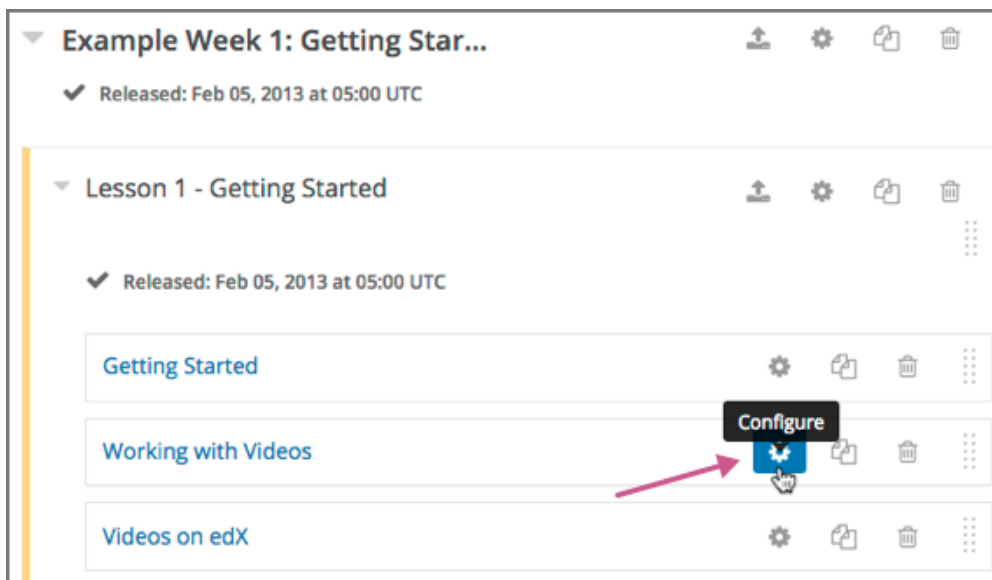 Example Week 1: Getting Star...
Released: Feb 05, 2013 at 05:00 UTC
Lesson 1 - Getting Started
Released: Feb 05, 2013 at 05:00 UTC
Getting Started
Configure
Working with Videos
Videos on edX